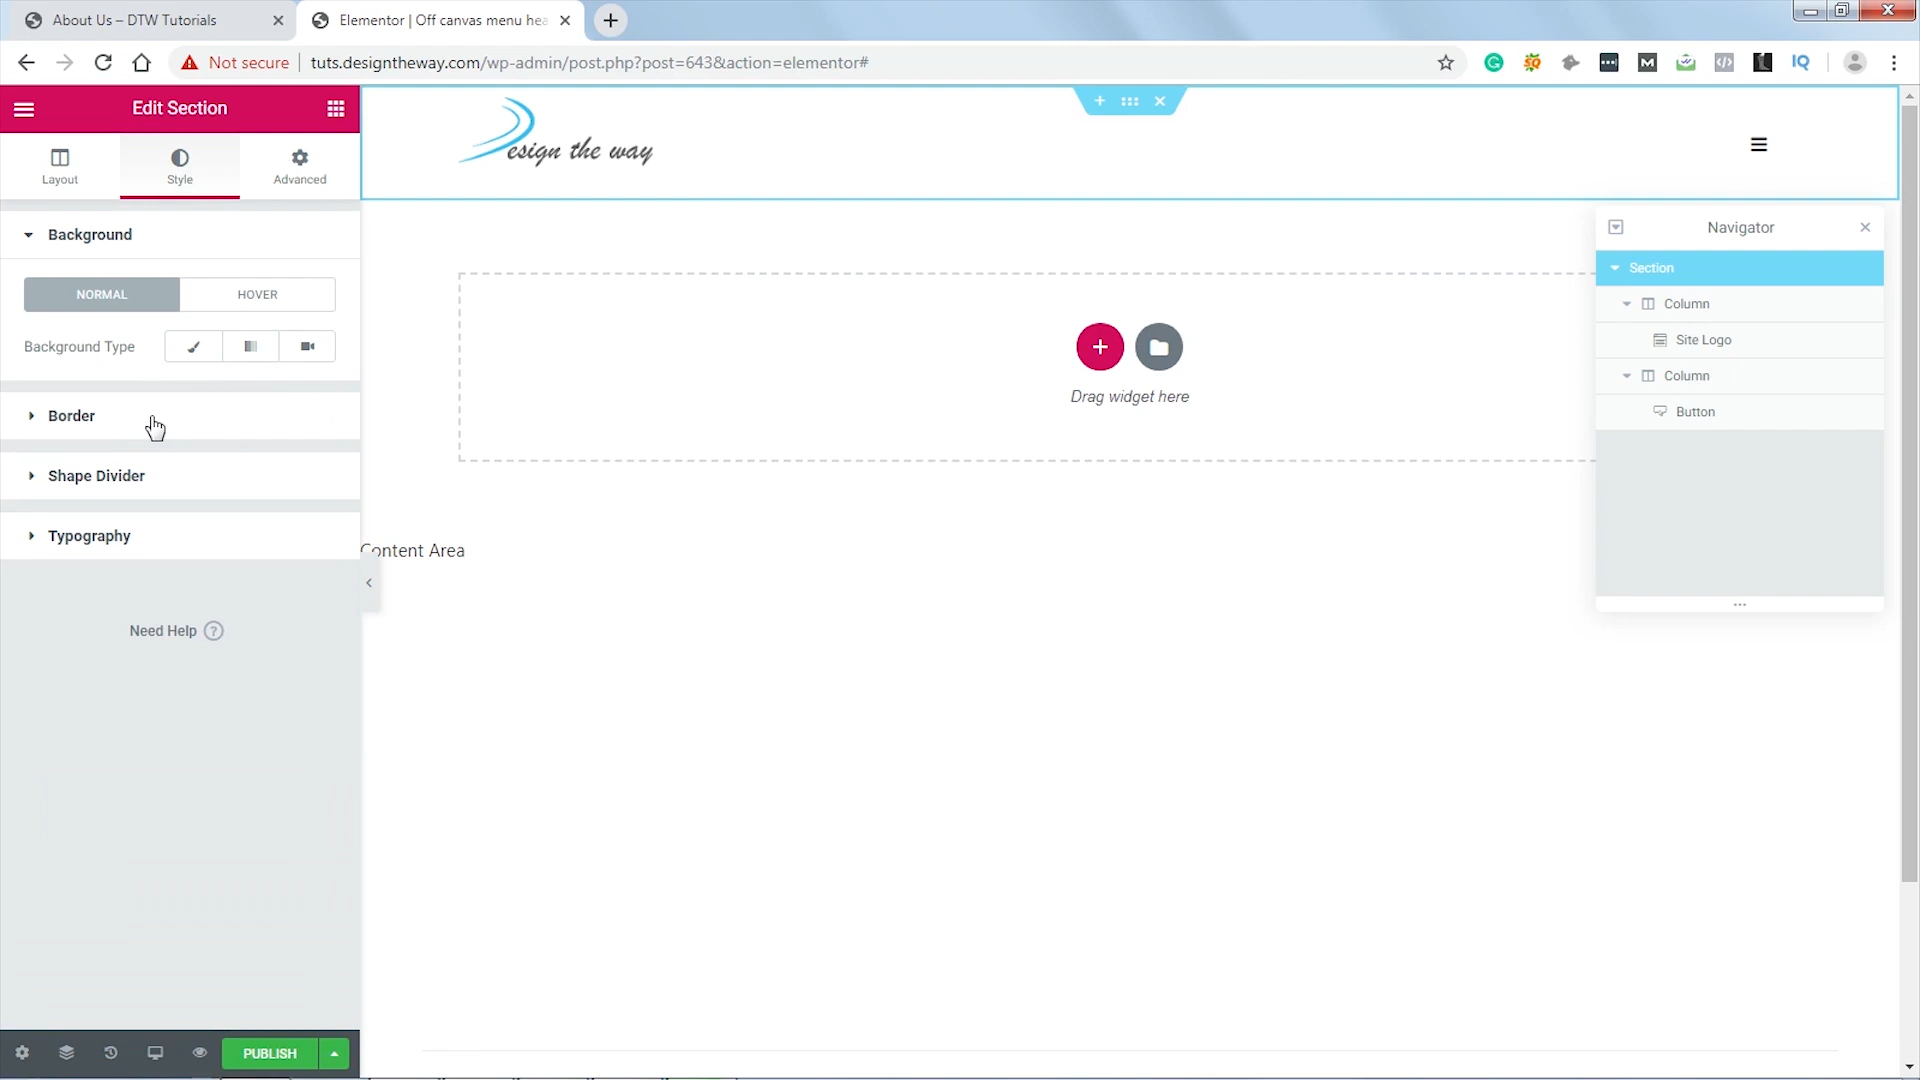 About Us – DTW Tutorials
Elementor | Off canvas menu hea
Not secure
tuts.designtheway.com/wp-admin/post.php?post=643&action=elementor#
IQ
Edit Section
Layout
Style
Advanced
Background
NORMAL
HOVER
Background Type
Border
Shape Divider
Typography
Need Help ?
PUBLISH
Design the way
Drag widget here
Content Area
Navigator
Section
Column
Site Logo
Column
Button